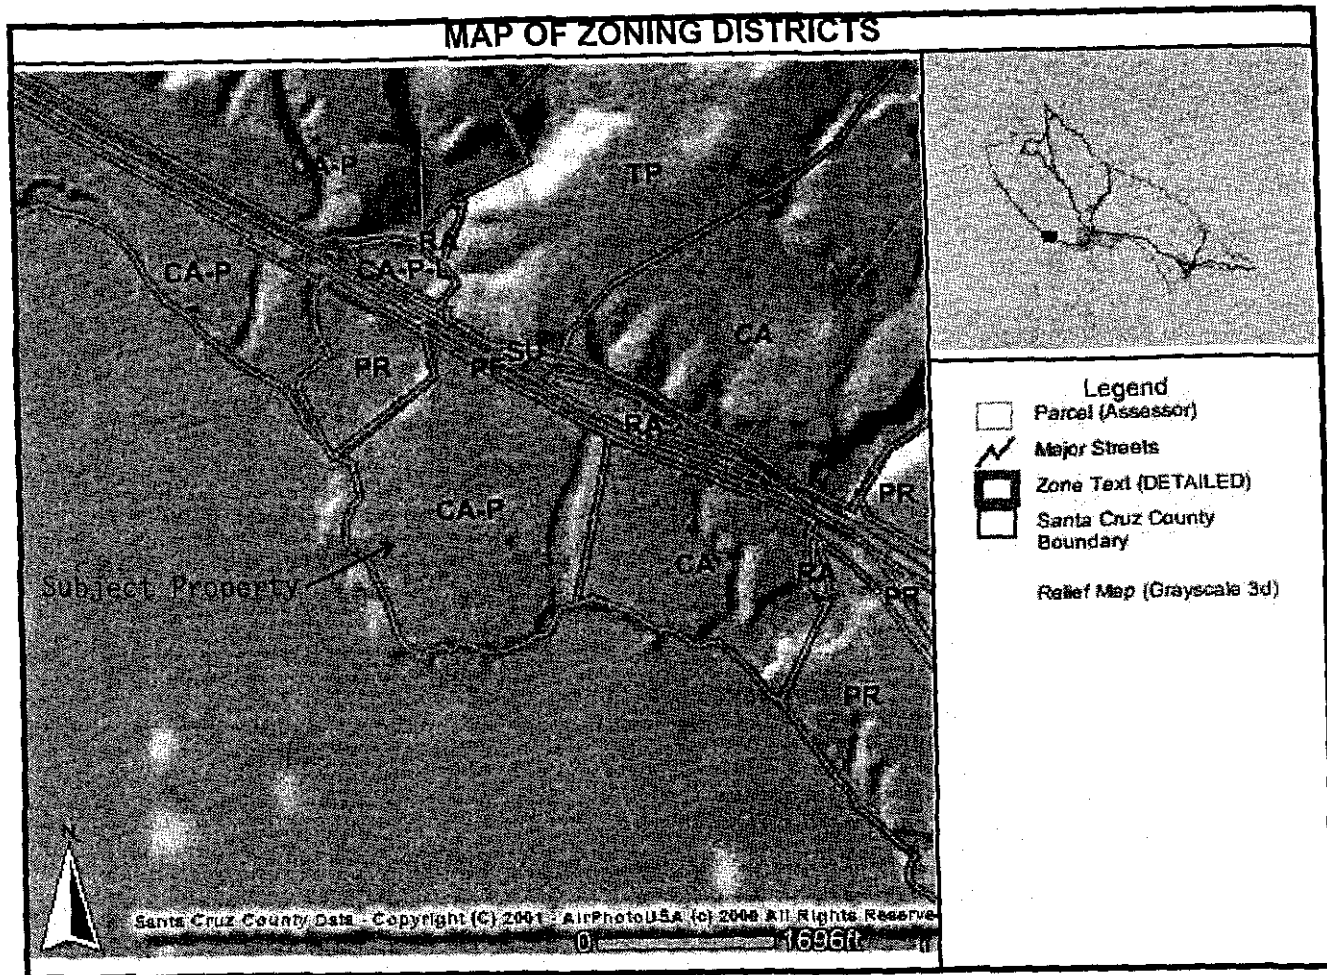 MAP OF ZONING DISTRICTS
CA-P
TP
RA
CA-P
CA-P-L
CA
SU
PR
PF
RA
PR
CA-P
CA
RA
PR
Subject Property
PR
N
Santa Cruz County Data - Copyright (C) 2001 - AirPhotoUSA (c) 2000 All Rights Reserve
0 1696ft
Legend
Parcel (Assessor)
Major Streets
Zone Text (DETAILED)
Santa Cruz County
Boundary
Relief Map (Grayscale 3d)